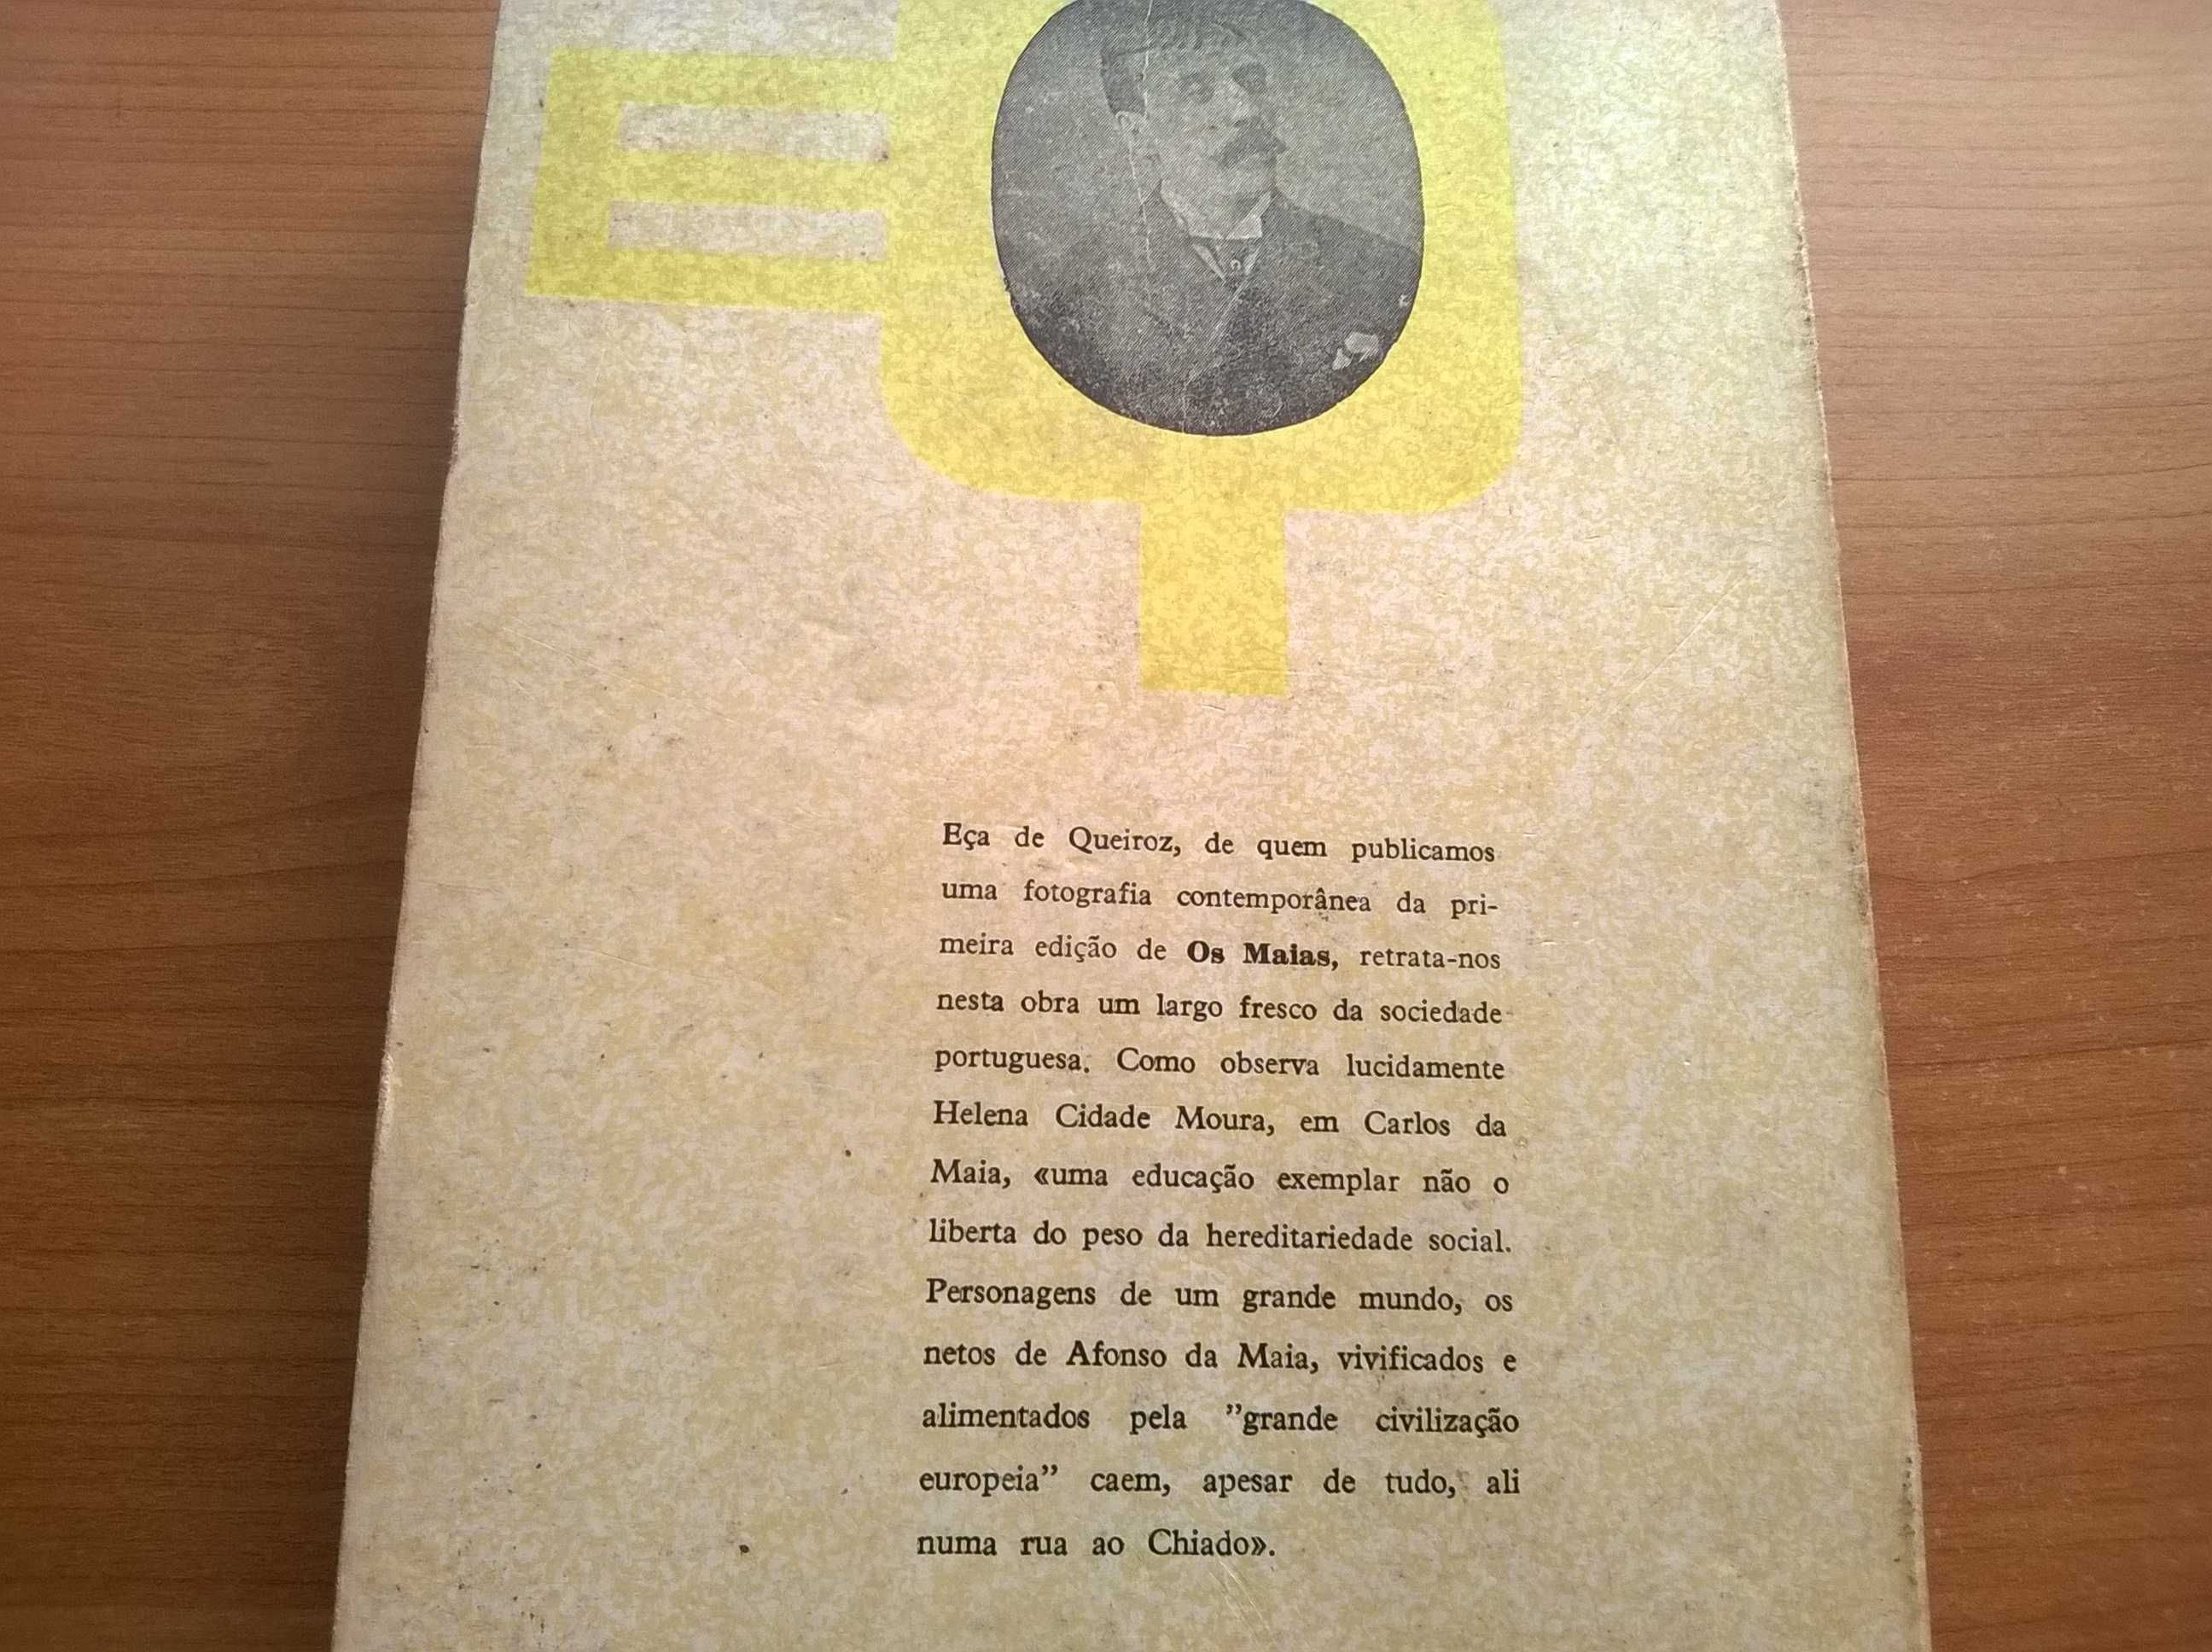 EQ
Eça de Queiroz, de quem publicamos
uma fotografia contemporânea da pri-
meira edição de Os Maias, retrata-nos
nesta obra um largo fresco da sociedade
portuguesa. Como observa lucidamente
Helena Cidade Moura, em Carlos da
Maia, «uma educação exemplar não o
liberta do peso da hereditariedade social.
Personagens de um grande mundo, os
netos de Afonso da Maia, vivificados e
alimentados pela ”grande civilização
europeia” caem, apesar de tudo, ali
numa rua ao Chiado».